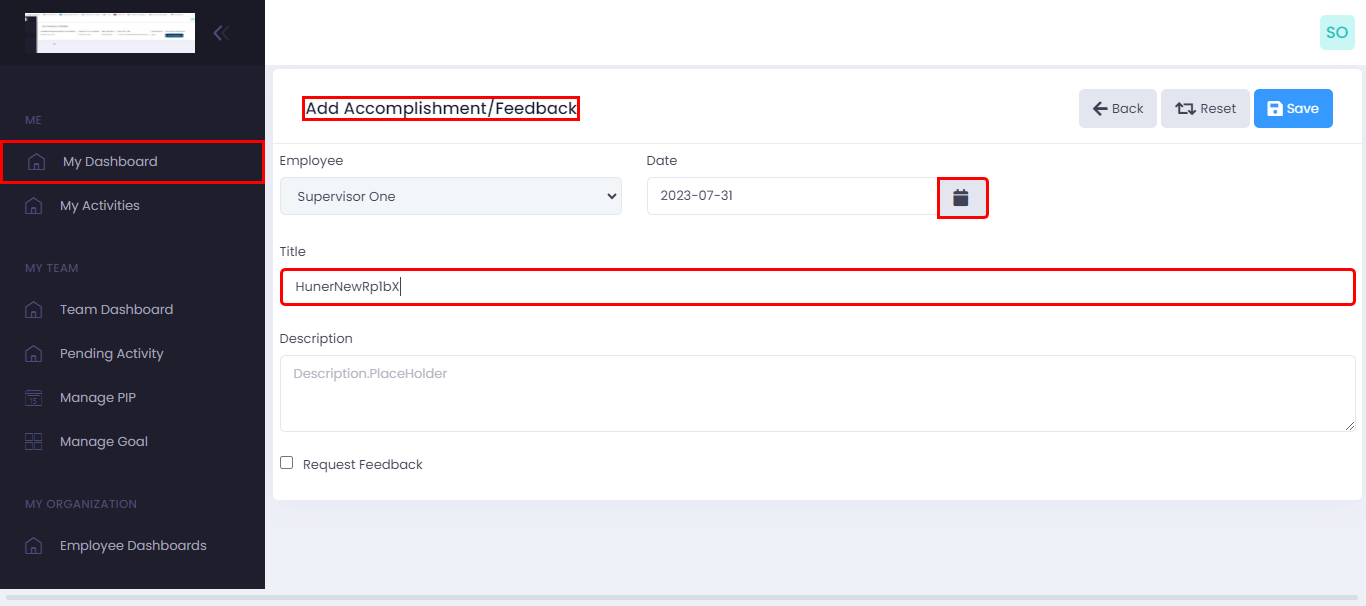 SO
Add Accomplishment/Feedback
Back
Reset
Save
ME
My Dashboard
My Activities
MY TEAM
Team Dashboard
Pending Activity
Manage PIP
Manage Goal
MY ORGANIZATION
Employee Dashboards
Employee
Date
Supervisor One
2023-07-31
Title
HunerNewRp1bX
Description
Description.PlaceHolder
Request Feedback